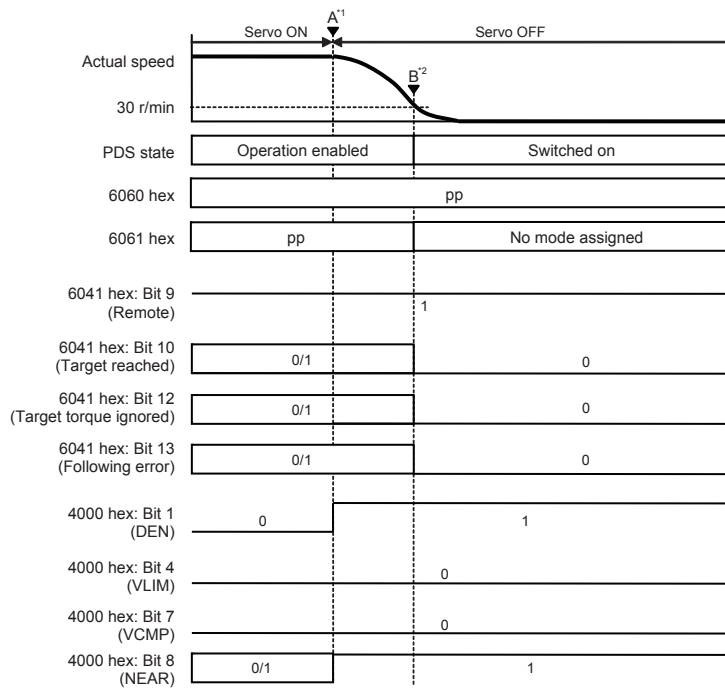 A*1
Servo ON
Servo OFF
Actual speed
B*2
30 r/min
PDS state
Operation enabled
Switched on
6060 hex
pp
6061 hex
pp
No mode assigned
6041 hex: Bit 9
(Remote)
1
6041 hex: Bit 10
(Target reached)
0/1
0
6041 hex: Bit 12
(Target torque ignored)
0/1
0
6041 hex: Bit 13
(Following error)
0/1
0
4000 hex: Bit 1
(DEN)
0
1
4000 hex: Bit 4
(VLIM)
0
4000 hex: Bit 7
(VCMP)
0
4000 hex: Bit 8
(NEAR)
0/1
1